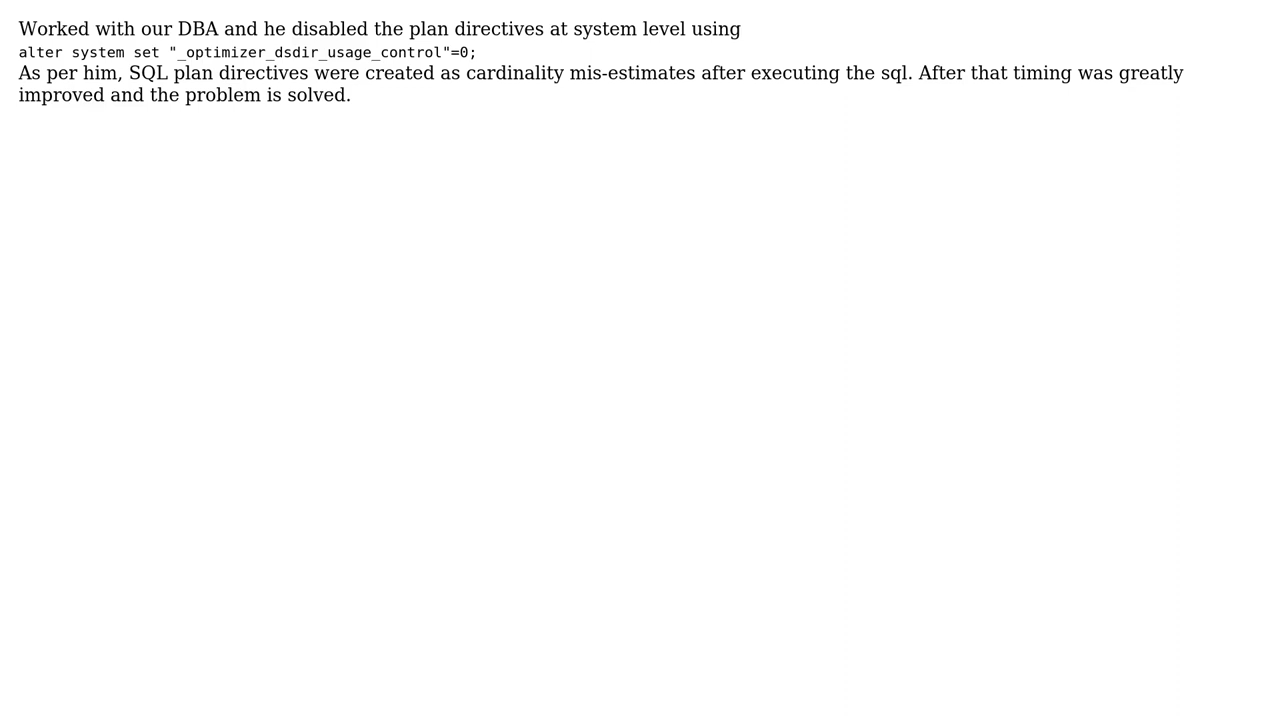 Worked with our DBA and he disabled the plan directives at system level using
alter system set "_optimizer_dsdir_usage_control"=0;
As per him, SQL plan directives were created as cardinality mis-estimates after executing the sql. After that timing was greatly
improved and the problem is solved.